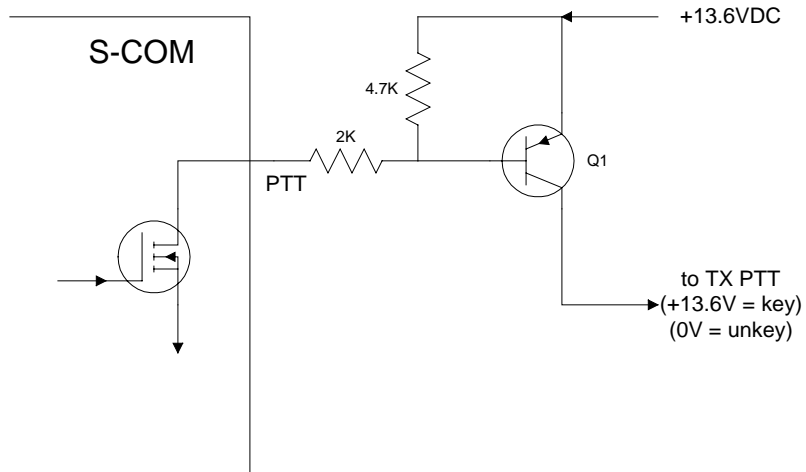 +13.6VDC
S-COM
4.7K
2K
Q1
PTT
to TX PTT
(+13.6V = key)
(0V = unkey)